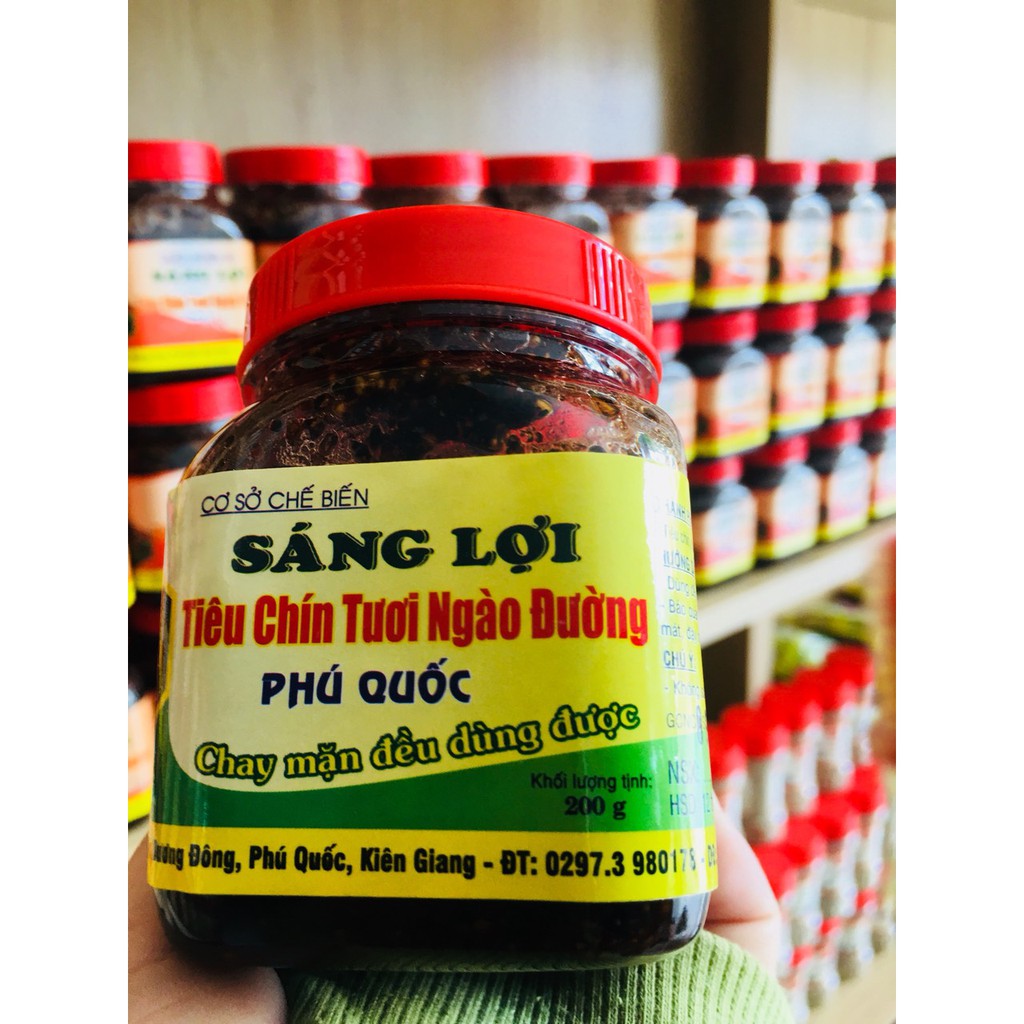 CƠ SỞ CHẾ BIẾN
SÁNG LỢI
Tiêu Chín Tươi Ngào Đường
PHÚ QUỐC
Chay mặn đều dùng được
Khối lượng tịnh:
200 g
Đông, Phú Quốc, Kiên Giang - ĐT: 0297.3 980178 -
CHÚ Ý